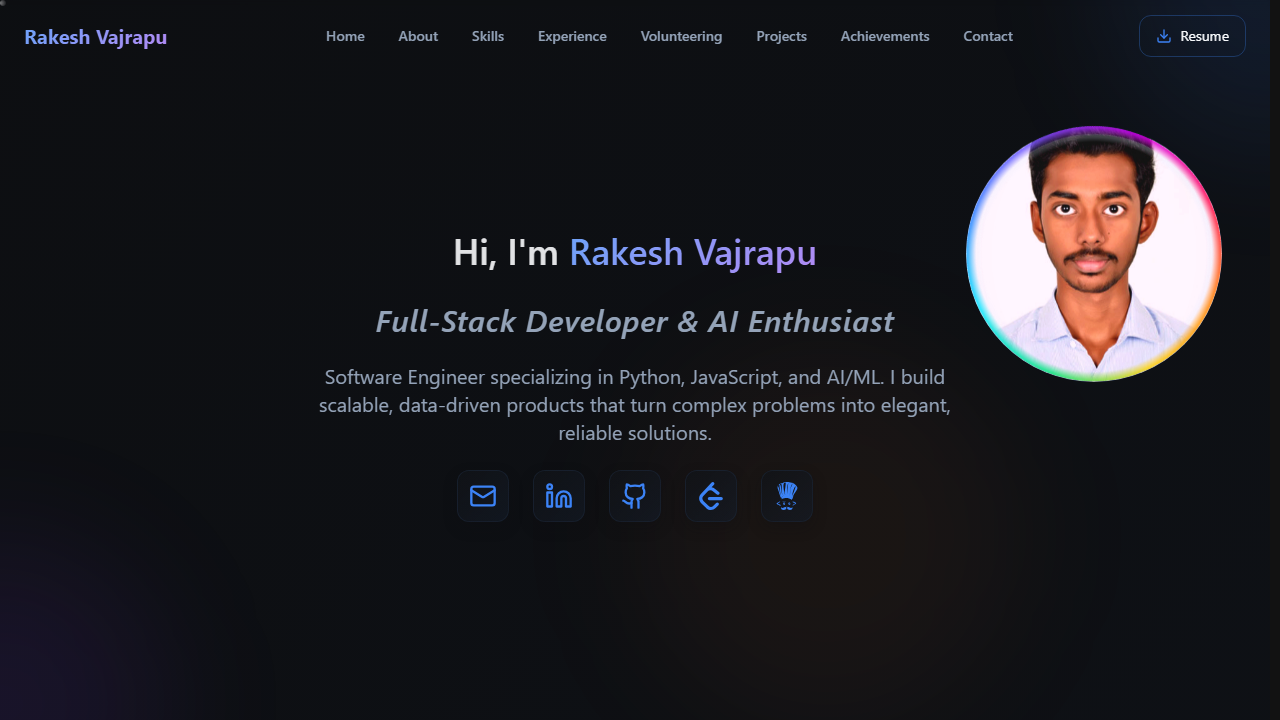 Rakesh Vajrapu
Home
About
Skills
Experience
Volunteering
Projects
Achievements
Contact
Resume
Hi, I'm Rakesh Vajrapu
Full-Stack Developer & AI Enthusiast
Software Engineer specializing in Python, JavaScript, and AI/ML. I build
scalable, data-driven products that turn complex problems into elegant,
reliable solutions.